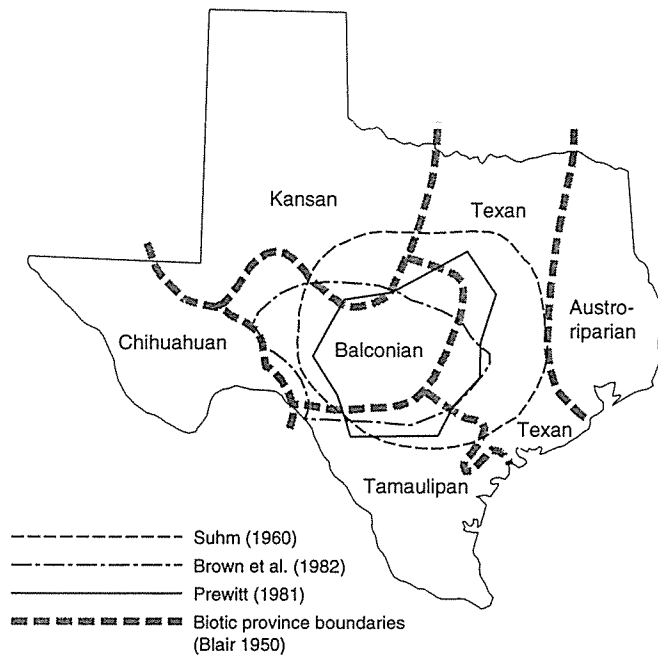 Kansan
Texan
Austro-
riparian
Chihuahuan
Balconian
Texan
Tamaulipan
Suhm (1960)
Brown et al. (1982)
Prewitt (1981)
Biotic province boundaries
(Blair 1950)